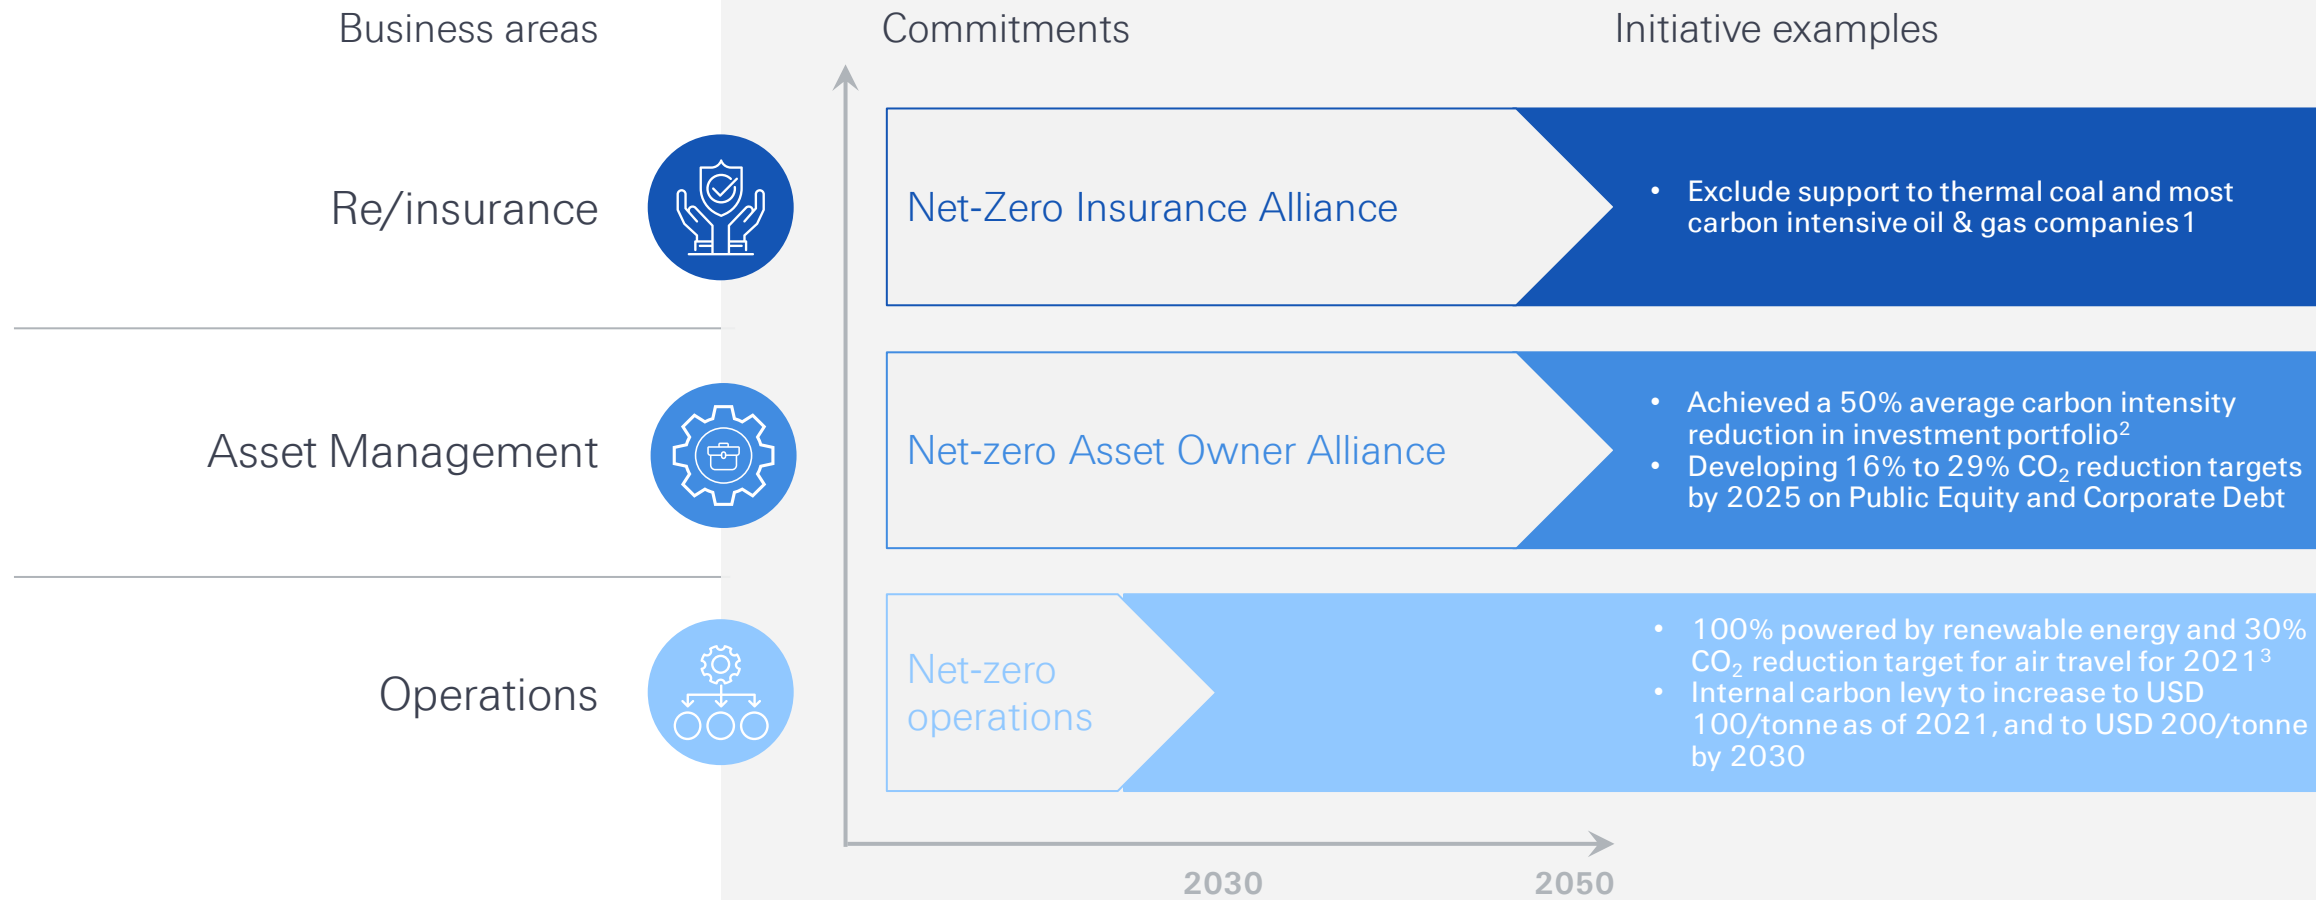 Business areas
Commitments
Initiative examples
Re/insurance
Net-Zero Insurance Alliance
• Exclude support to thermal coal and most
carbon intensive oil & gas companies1
Asset Management
Net-zero Asset Owner Alliance
• Achieved a 50% average carbon intensity
reduction in investment portfolio²
• Developing 16% to 29% CO₂ reduction targets
by 2025 on Public Equity and Corporate Debt
Operations
Net-zero
operations
• 100% powered by renewable energy and 30%
CO₂ reduction target for air travel for 2021³
• Internal carbon levy to increase to USD
100/tonne as of 2021, and to USD 200/tonne
by 2030
2030
2050